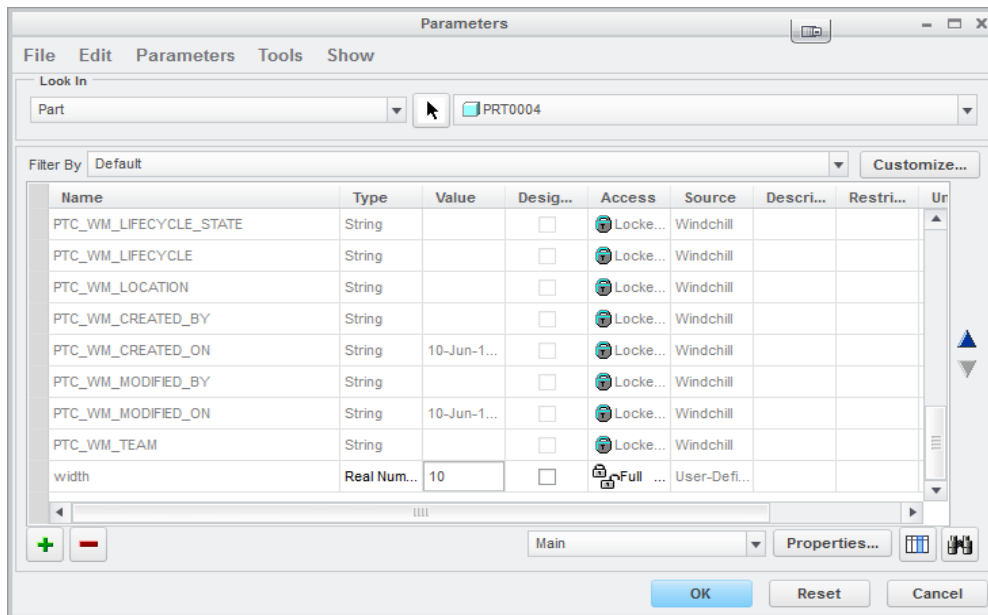 Parameters
File Edit Parameters Tools Show
Look In
Part PRT0004
Filter By Default Customize...
Name Type Value Desig... Access Source Descri... Restri... Un
PTC_WM_LIFECYCLE_STATE String Locke... Windchill
PTC_WM_LIFECYCLE String Locke... Windchill
PTC_WM_LOCATION String Locke... Windchill
PTC_WM_CREATED_BY String Locke... Windchill
PTC_WM_CREATED_ON String 10-Jun-1... Locke... Windchill
PTC_WM_MODIFIED_BY String Locke... Windchill
PTC_WM_MODIFIED_ON String 10-Jun-1... Locke... Windchill
PTC_WM_TEAM String Locke... Windchill
width Real Num... 10 Full ... User-Defi...
Main Properties...
OK Reset Cancel